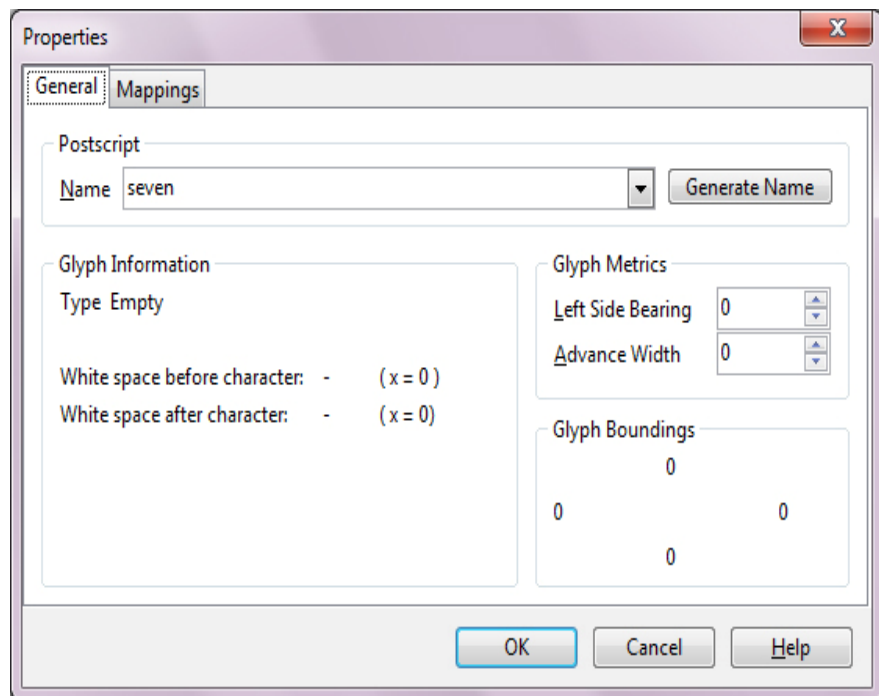 Properties
General Mappings
Postscript
Name seven Generate Name
Glyph Information
Type Empty
White space before character: - ( x = 0 )
White space after character: - ( x = 0)
Glyph Metrics
Left Side Bearing 0
Advance Width 0
Glyph Boundings
0
0 0
0
OK Cancel Help